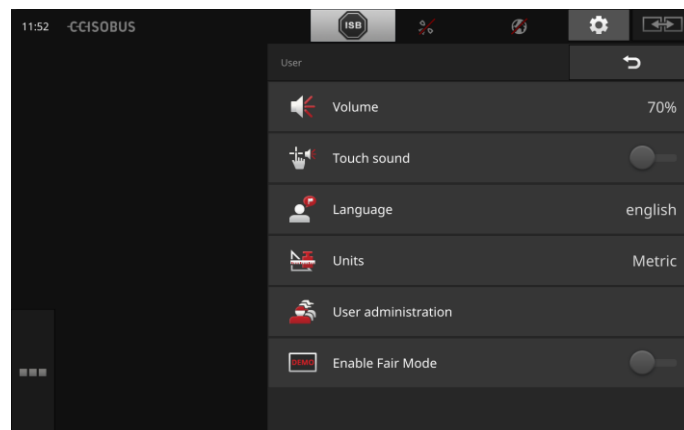 11:52 CCISOBUS ISB
User
Volume 70%
Touch sound
Language english
Units Metric
User administration
DEMO Enable Fair Mode